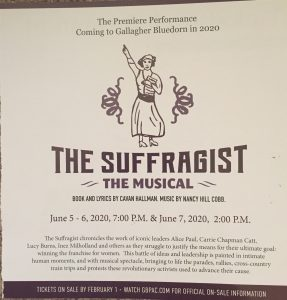 The Premiere Performance
Coming to Gallagher Bluedorn in 2020
THE SUFFRAGIST
THE MUSICAL
BOOK AND LYRICS BY CAVAN HALLMAN. MUSIC BY NANCY HILL COBB.
June 5 - 6, 2020, 7:00 P.M. & June 7, 2020, 2:00 P.M.
The Suffragist chronicles the work of iconic leaders Alice Paul, Carrie Chapman Catt,
Lucy Burns, Inez Milholland and others as they struggle to justify the means for their ultimate goal:
winning the franchise for women. This battle of ideas and leadership is painted in intimate
human moments, and with musical spectacle, bringing to life the parades, rallies, cross-country
train trips and protests these revolutionary activists used to advance their cause.
TICKETS ON SALE BY FEBRUARY 1 - WATCH GBPAC.COM FOR OFFICIAL ON-SALE INFORMATION